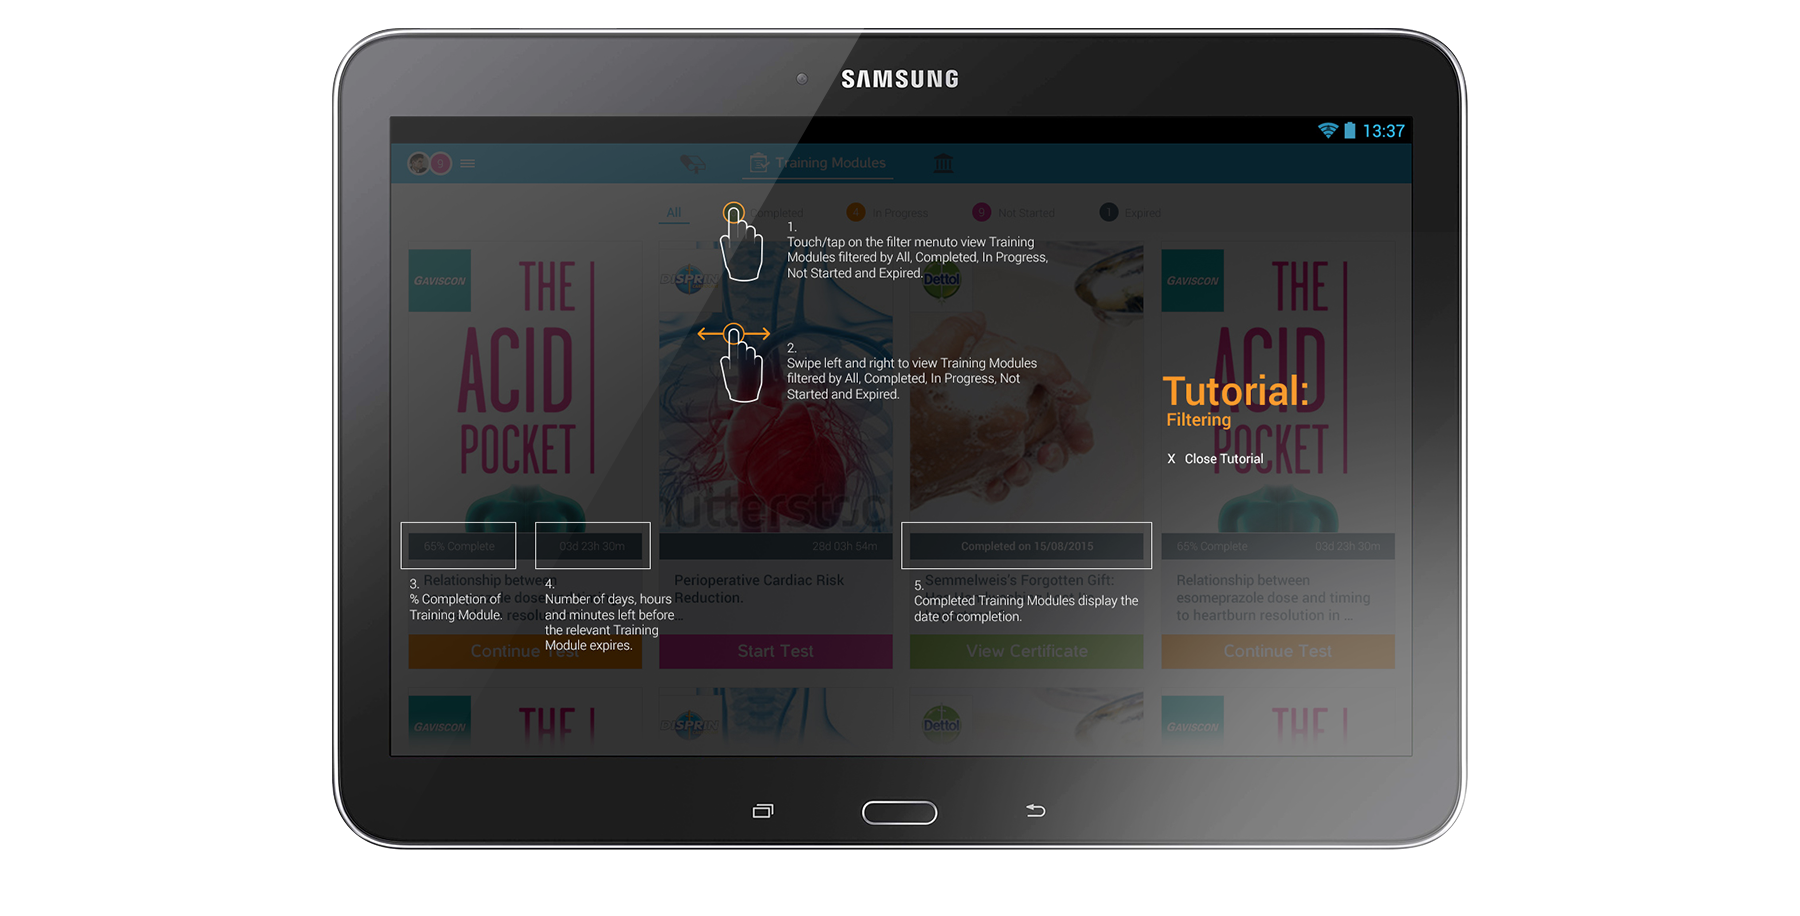 SAMSUNG
13:37
9
Training Modules
All
Completed
4 In Progress
9 Not Started
1 Expired
1.
Touch/tap on the filter menuto view Training
Modules filtered by All, Completed, In Progress,
Not Started and Expired.
2.
Swipe left and right to view Training Modules
filtered by All, Completed, In Progress, Not
Started and Expired.
Tutorial:
Filtering
X Close Tutorial
GAVISCON
THE
ACID
POCKET
DISPRIN
Dettol
GAVISCON
THE
ACID
POCKET
65% Complete
03d 23h 30m
28d 03h 54m
Completed on 15/08/2015
65% Complete
03d 23h 30m
3.
% Completion of
Training Module.
4.
Number of days, hours
and minutes left before
the relevant Training
Module expires.
5.
Completed Training Modules display the
date of completion.
Relationship between
Perioperative Cardiac Risk
Reduction.
Semmelweis's Forgotten Gift:
Relationship between
esomeprazole dose and timing
to heartburn resolution in ...
Continue Test
Start Test
View Certificate
Continue Test
GAVISCON
THE
DISPRIN
Dettol
GAVISCON
THE